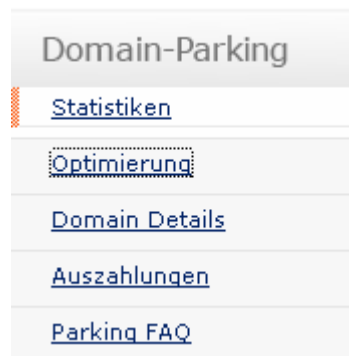 Domain-Parking
Statistiken
Optimierung
Domain Details
Auszahlungen
Parking FAQ